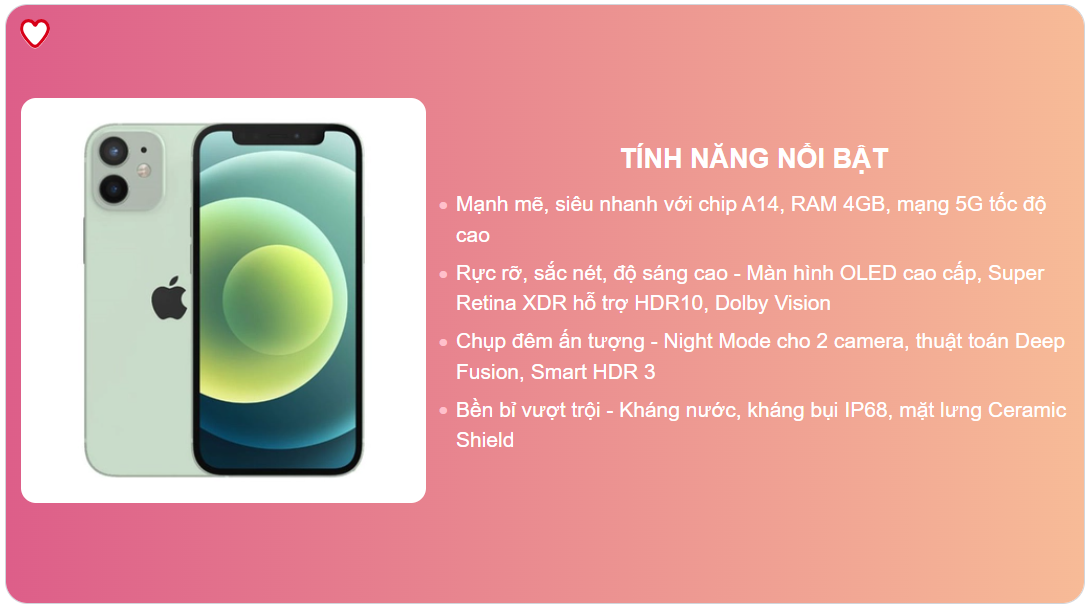 TÍNH NĂNG NỔI BẬT
Mạnh mẽ, siêu nhanh với chip A14, RAM 4GB, mạng 5G tốc độ
cao
Rực rỡ, sắc nét, độ sáng cao - Màn hình OLED cao cấp, Super
Retina XDR hỗ trợ HDR10, Dolby Vision
Chụp đêm ấn tượng - Night Mode cho 2 camera, thuật toán Deep
Fusion, Smart HDR 3
Bền bỉ vượt trội - Kháng nước, kháng bụi IP68, mặt lưng Ceramic
Shield